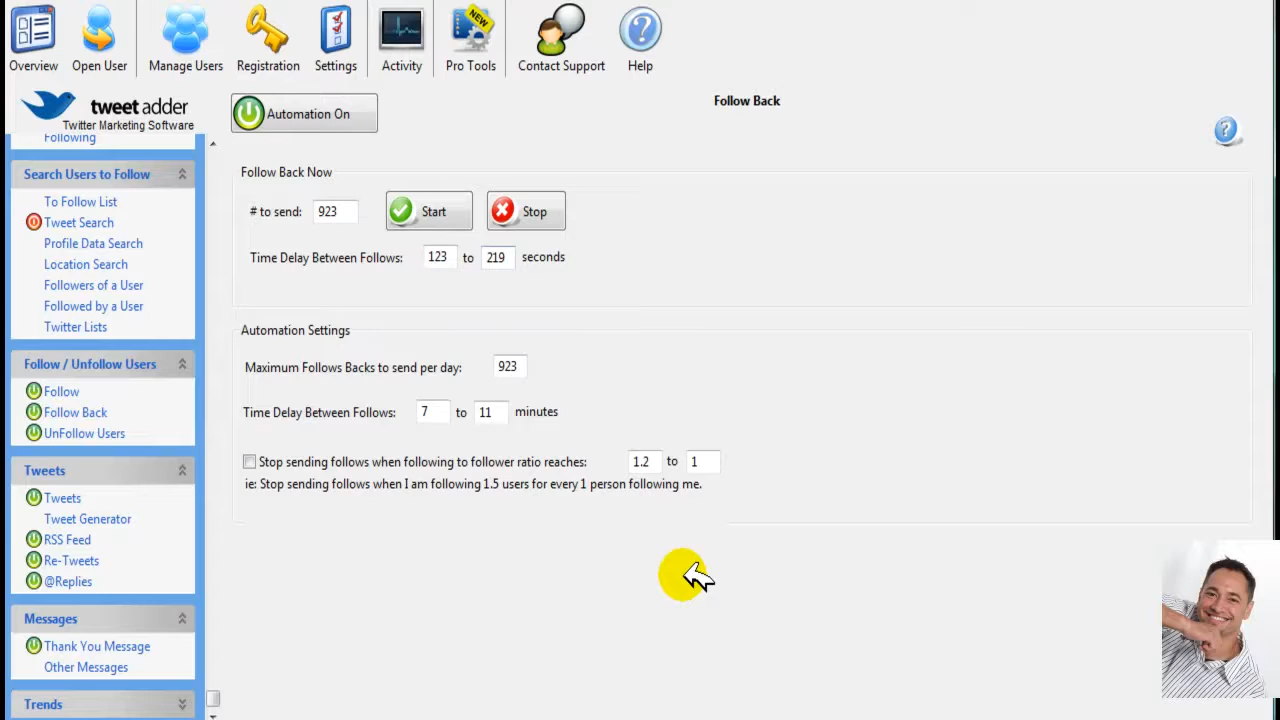 Overview
Open User
Manage Users
Registration
Settings
Activity
NEW
Pro Tools
Contact Support
Help
tweet adder
Twitter Marketing Software
Automation On
Follow Back
Following
Search Users to Follow
To Follow List
Tweet Search
Profile Data Search
Location Search
Followers of a User
Followed by a User
Twitter Lists
Follow / Unfollow Users
Follow
Follow Back
UnFollow Users
Tweets
Tweets
Tweet Generator
RSS Feed
Re-Tweets
@Replies
Messages
Thank You Message
Other Messages
Trends
Follow Back Now
# to send: 923 Start Stop
Time Delay Between Follows: 123 to 219 seconds
Automation Settings
Maximum Follows Backs to send per day: 923
Time Delay Between Follows: 7 to 11 minutes
Stop sending follows when following to follower ratio reaches: 1.2 to 1
ie: Stop sending follows when I am following 1.5 users for every 1 person following me.